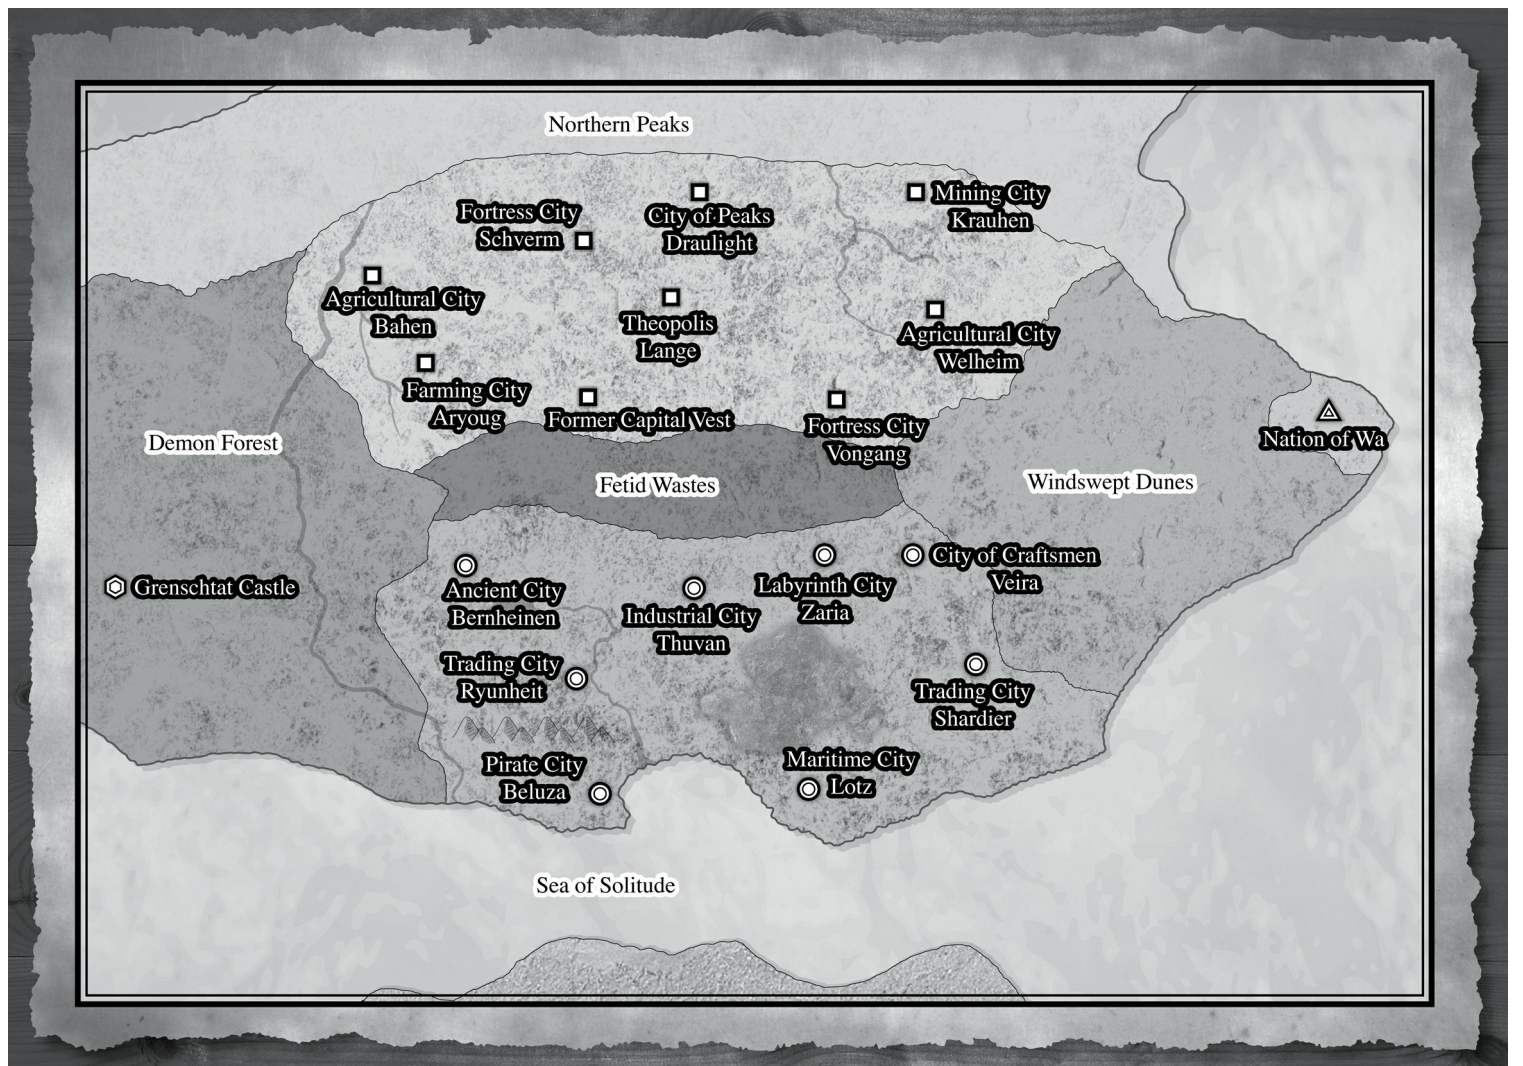 Northern Peaks
Fortress City
Schverm
City of Peaks
Draulight
Mining City
Krauhen
Agricultural City
Bahen
Theopolis
Lange
Agricultural City
Welheim
Farming City
Aryoug
Former Capital Vest
Fortress City
Vongang
Demon Forest
Nation of Wa
Fetid Wastes
Windswept Dunes
Grenschtat Castle
Ancient City
Bernheinen
Industrial City
Thuvan
Labyrinth City
Zaria
City of Craftsmen
Veira
Trading City
Ryunheit
Trading City
Shardier
Pirate City
Beluza
Maritime City
Lotz
Sea of Solitude